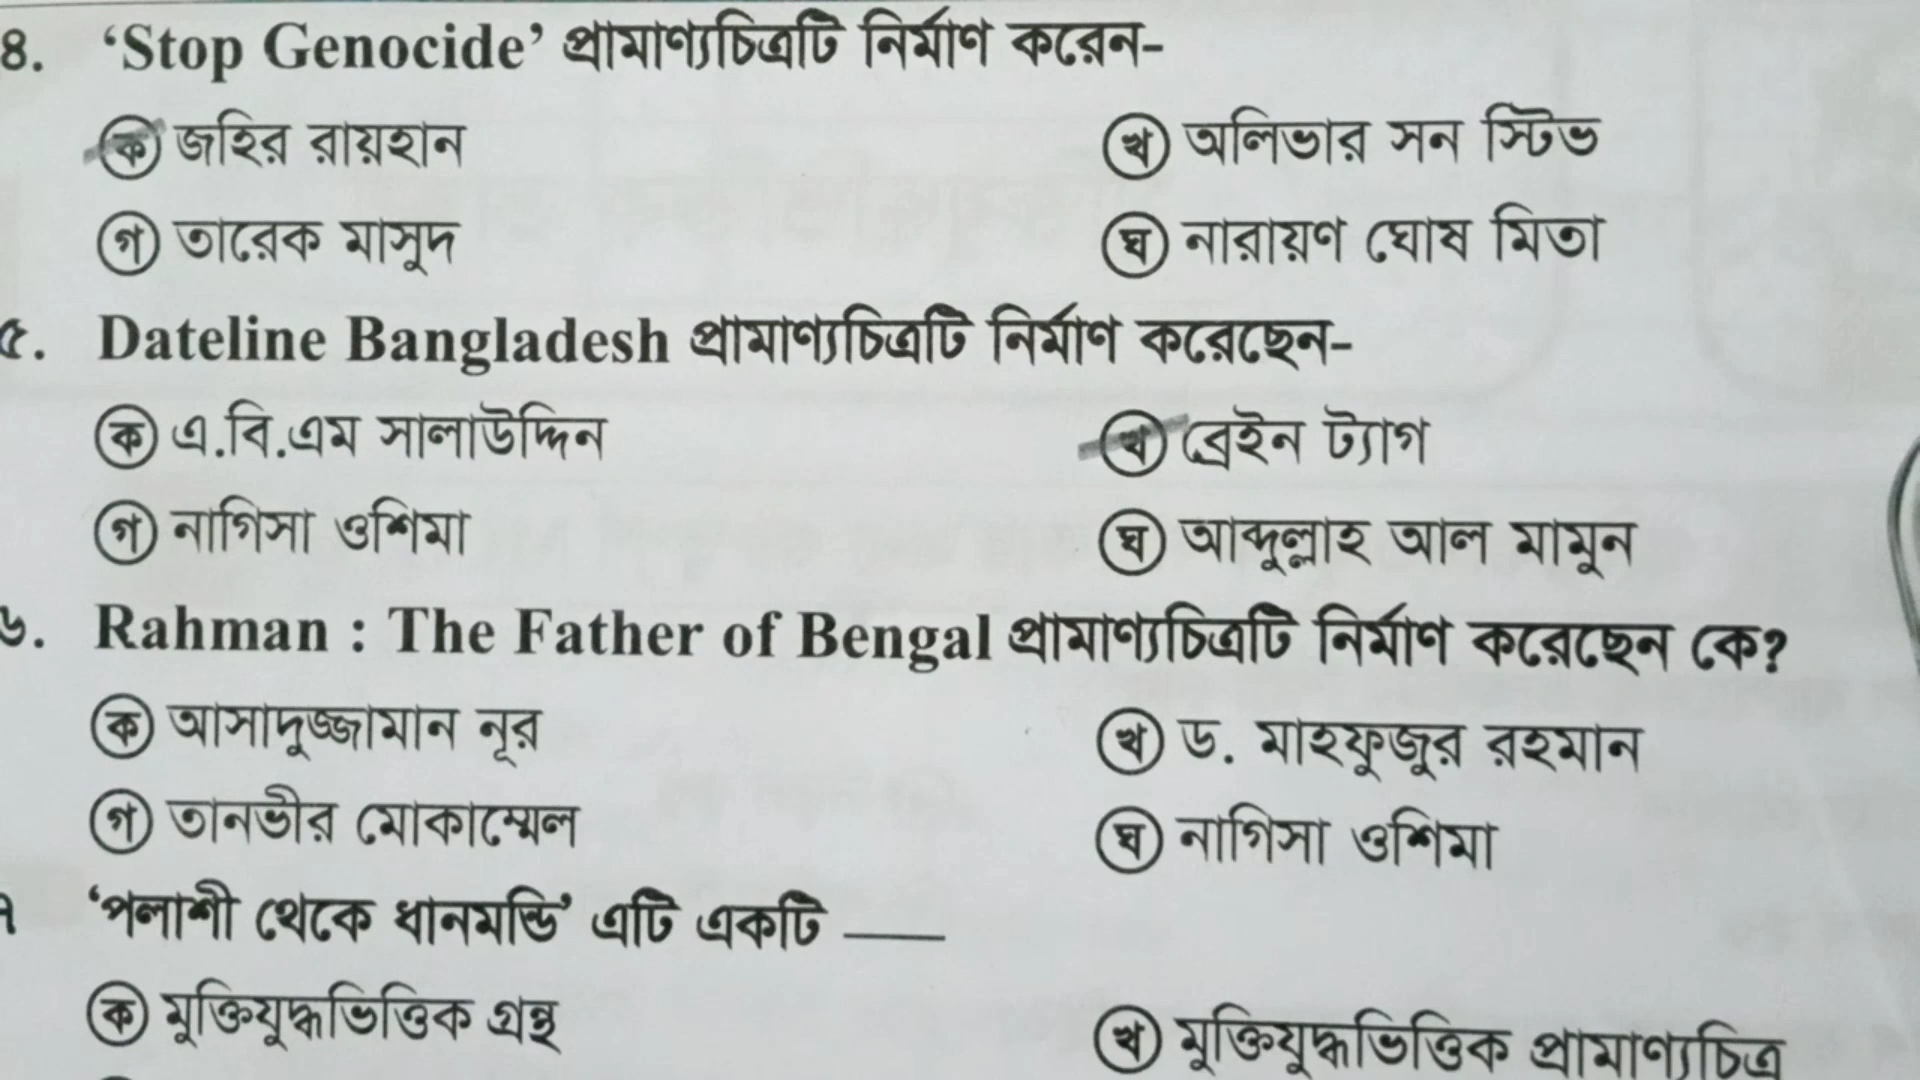 ৪. ‘Stop Genocide’ প্রামাণ্যচিত্রটি নির্মাণ করেন-
ক জহির রায়হান
খ অলিভার সন স্টিভ
গ তারেক মাসুদ
ঘ নারায়ণ ঘোষ মিতা
৫. Dateline Bangladesh প্রামাণ্যচিত্রটি নির্মাণ করেছেন-
ক এ.বি.এম সালাউদ্দিন
খ ব্রেইন ট্যাগ
গ নাগিসা ওশিমা
ঘ আব্দুল্লাহ আল মামুন
৬. Rahman : The Father of Bengal প্রামাণ্যচিত্রটি নির্মাণ করেছেন কে?
ক আসাদুজ্জামান নূর
খ ড. মাহফুজুর রহমান
গ তানভীর মোকাম্মেল
ঘ নাগিসা ওশিমা
‘পলাশী থেকে ধানমন্ডি’ এটি একটি ____
ক মুক্তিযুদ্ধভিত্তিক গ্রন্থ
খ মুক্তিযুদ্ধভিত্তিক প্রামাণ্যচিত্র